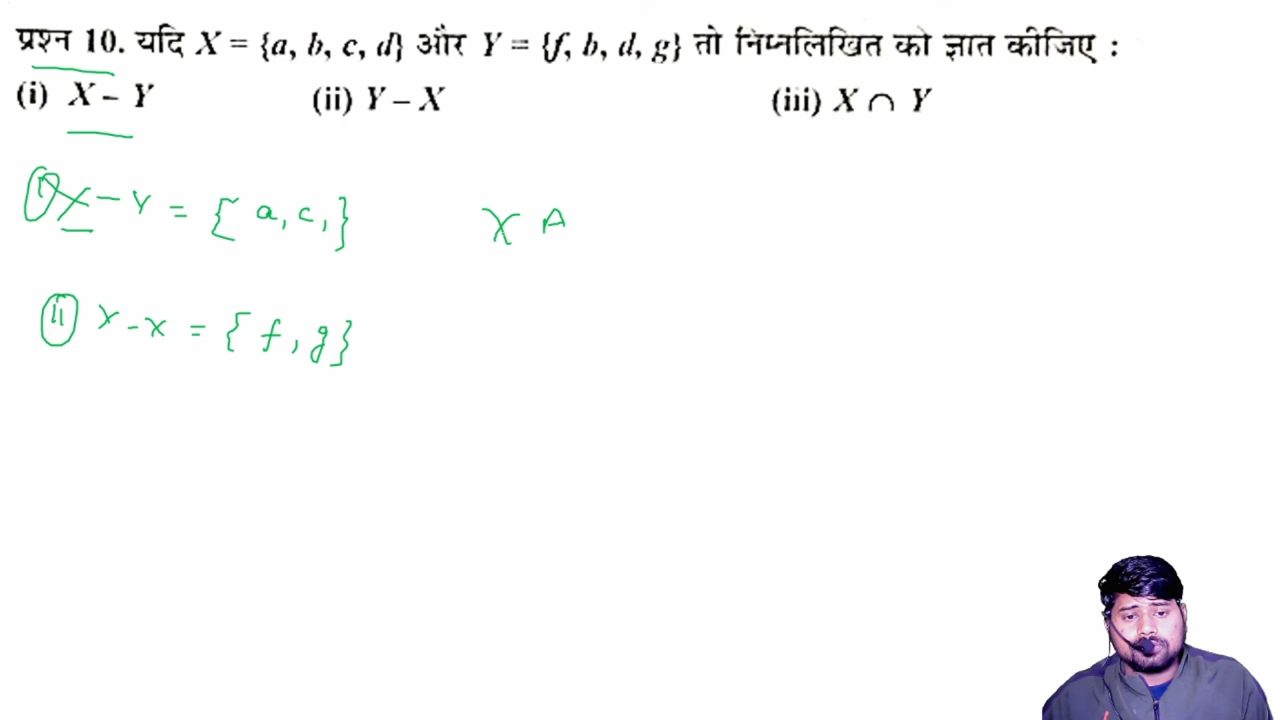 प्रश्न 10. यदि X = {a, b, c, d} और Y = {f, b, d, g} तो निम्नलिखित को ज्ञात कीजिए :
(i) X – Y (ii) Y – X (iii) X ∩ Y
(i) X – Y = { a, c, } X A
(ii) Y – X = { f, g }